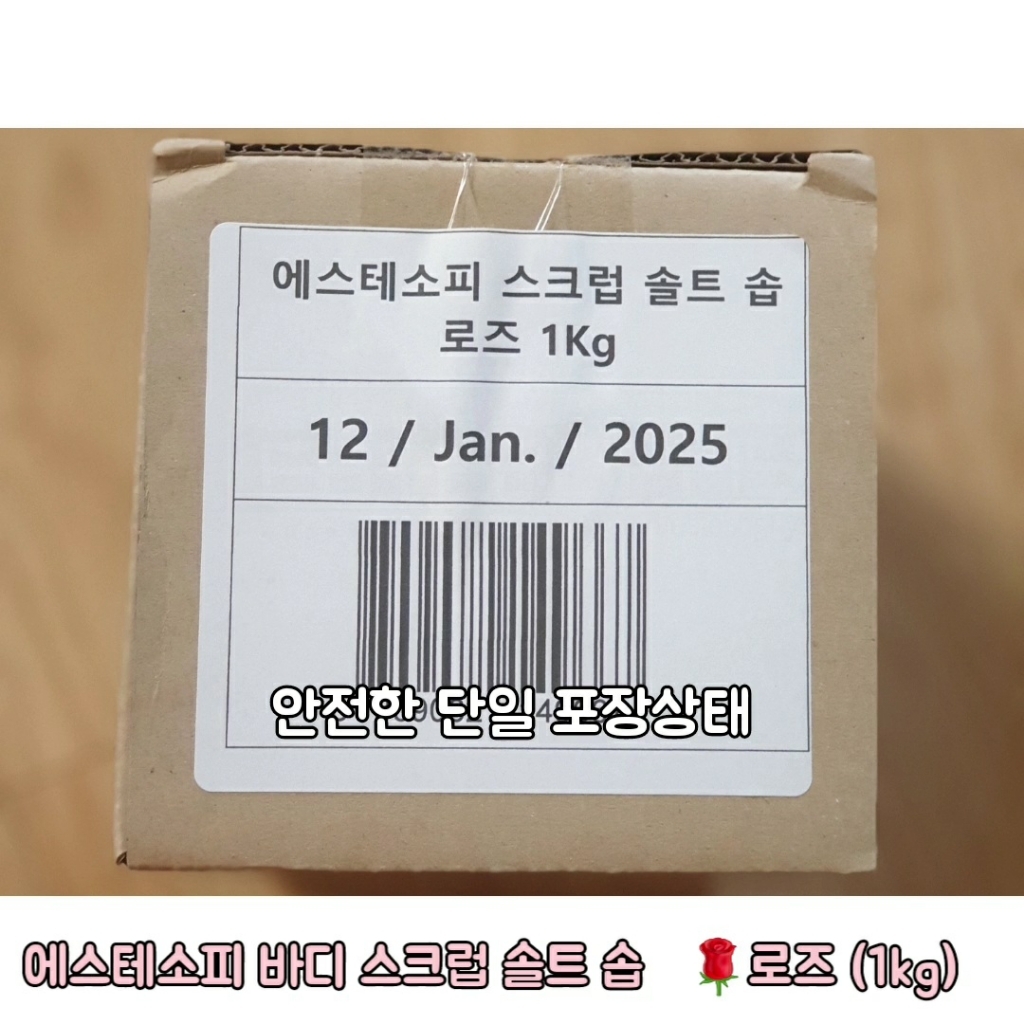 에스테소피 스크럽 솔트 솝
로즈 1Kg
12 / Jan. / 2025
안전한 단일 포장상태
에스테소피 바디 스크럽 솔트 솝 🌹로즈 (1kg)